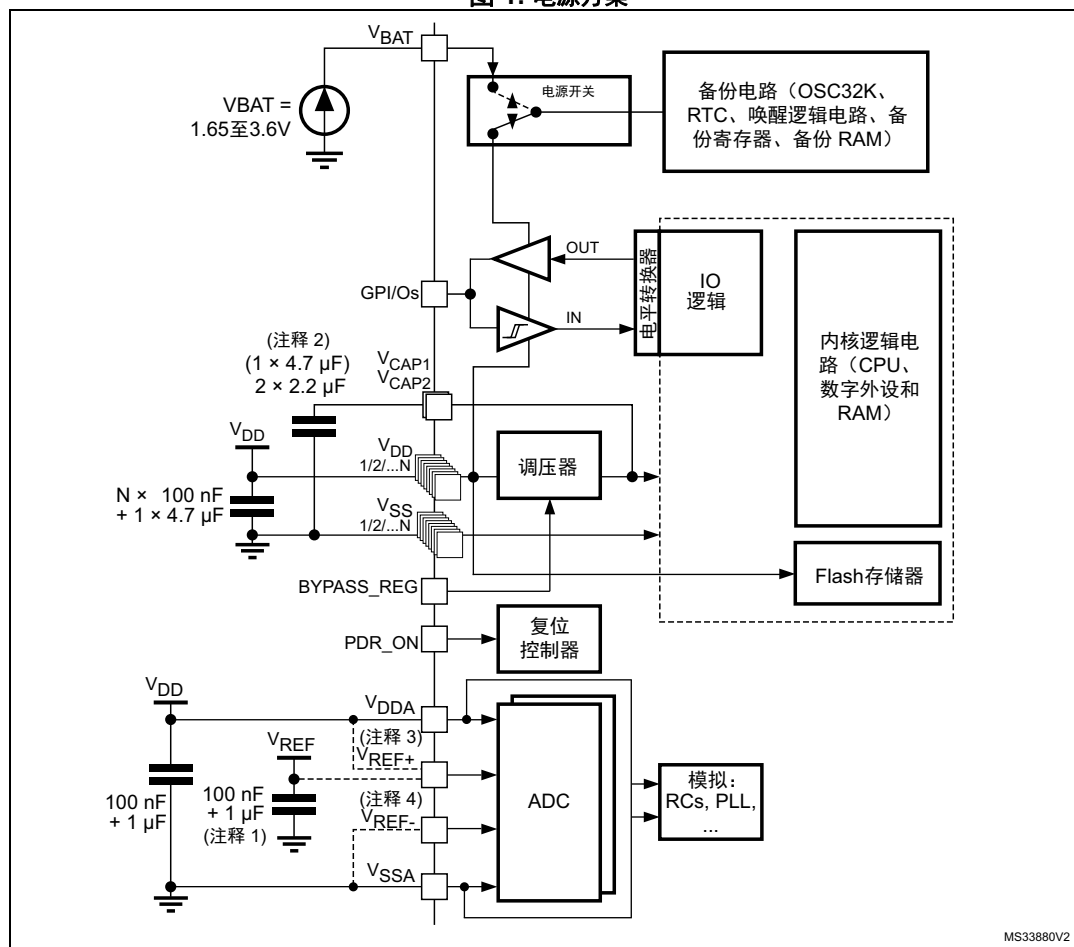 图 1. 电源方案
VBAT
VBAT =
1.65至3.6V
电源开关
备份电路（OSC32K、
RTC、唤醒逻辑电路、备
份寄存器、备份 RAM）
OUT
GPI/Os
IN
电平转换器
IO
逻辑
内核逻辑电
路（CPU、
数字外设和
RAM）
(注释 2)
(1 × 4.7 µF)
2 × 2.2 µF
VCAP1
VCAP2
VDD
VDD
1/2/...N
调压器
N × 100 nF
+ 1 × 4.7 µF
VSS
1/2/...N
Flash存储器
BYPASS_REG
PDR_ON
复位
控制器
VDD
VDDA
(注释 3)
VREF
VREF+
100 nF
+ 1 µF
100 nF
+ 1 µF
(注释 1)
(注释 4)
VREF-
ADC
模拟：
RCs, PLL,
...
VSSA
MS33880V2